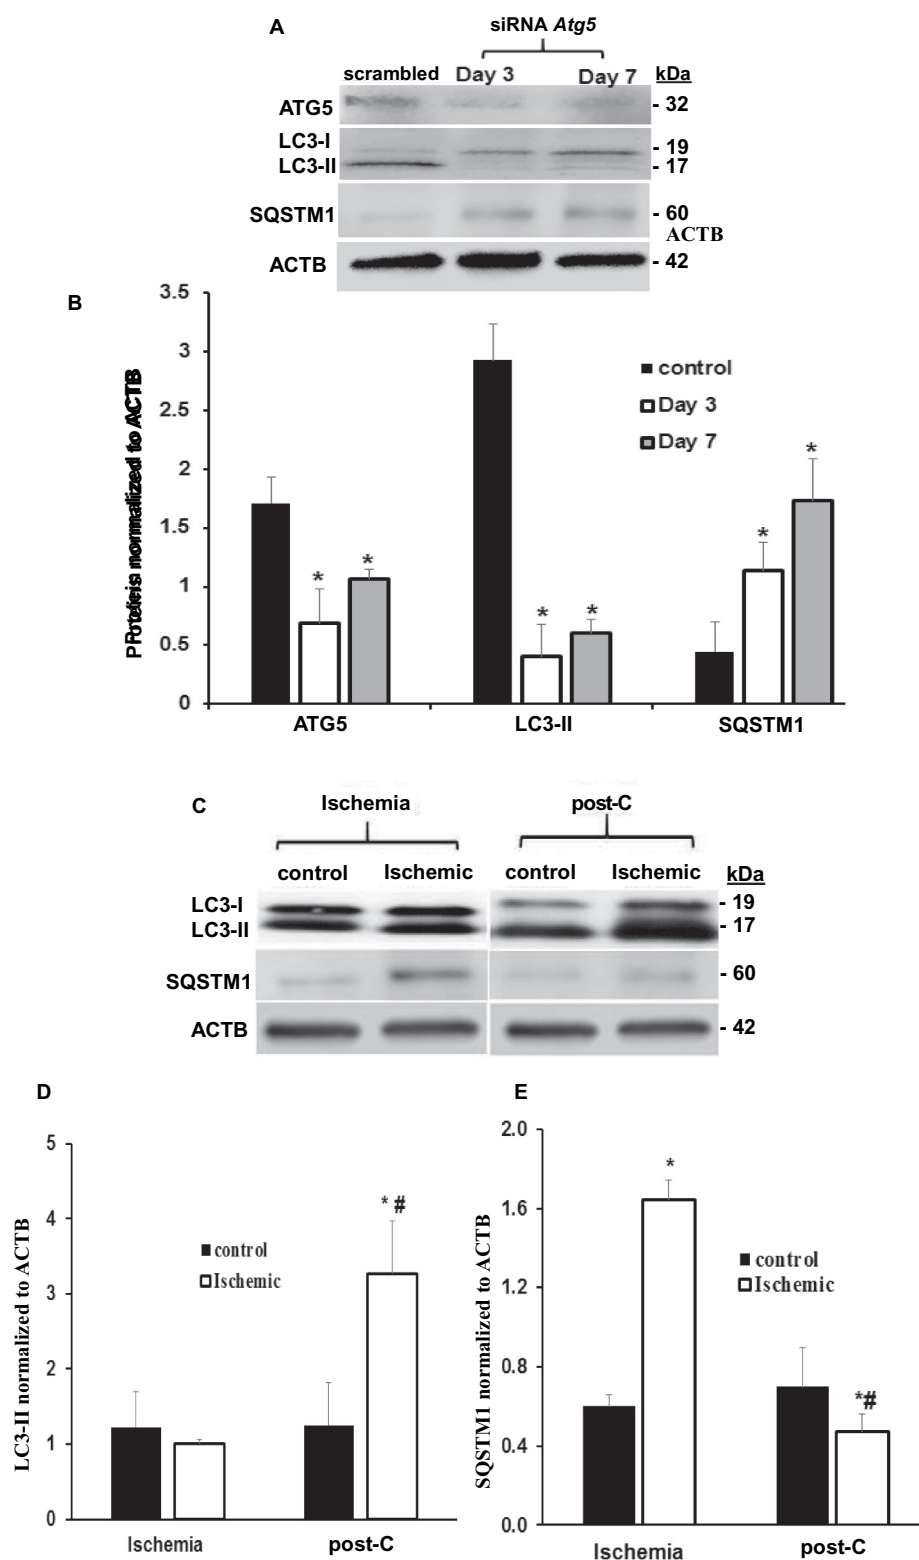 A
siRNA Atg5
scrambled Day 3 Day 7 kDa
ATG5 - 32
LC3-I - 19
LC3-II - 17
SQSTM1 - 60
ACTB
ACTB - 42
B
3.5
3
2.5
2
1.5
1
0.5
0
Proteins normalized to ACTB
control
Day 3
Day 7
* * * * * *
ATG5 LC3-II SQSTM1
C
Ischemia post-C
control Ischemic control Ischemic kDa
LC3-I - 19
LC3-II - 17
SQSTM1 - 60
ACTB - 42
D
5
4
3
2
1
0
LC3-II normalized to ACTB
control
Ischemic
* #
Ischemia post-C
E
2.0
1.6
1.2
0.8
0.4
0.0
SQSTM1 normalized to ACTB
control
Ischemic
*
*#
Ischemia post-C